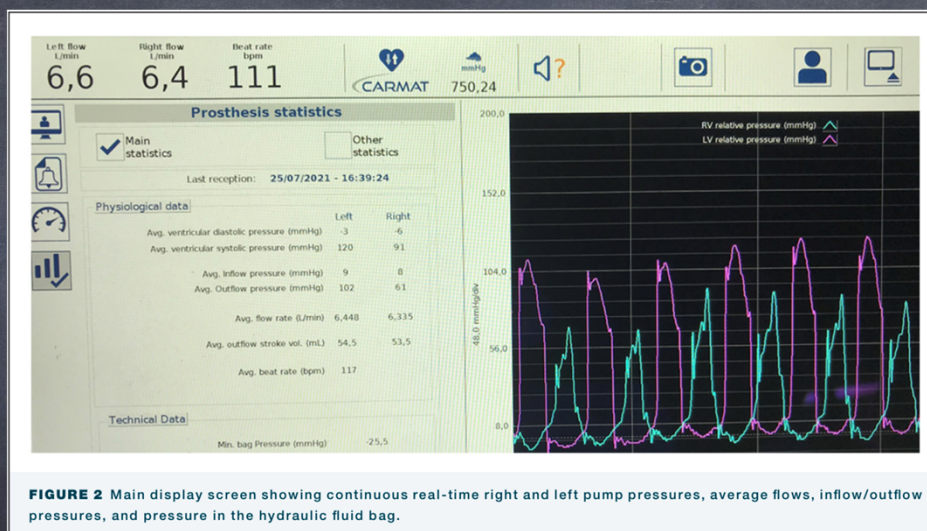 Left flow Right flow Beat rate
L/min L/min bpm
6,6 6,4 111
CARMAT
mmHg
750,24
?
Prosthesis statistics
Main statistics
Other statistics
Last reception: 25/07/2021 - 16:39:24
Physiological data
Left Right
Avg. ventricular diastolic pressure (mmHg) -3 -6
Avg. ventricular systolic pressure (mmHg) 120 91
Avg. Inflow pressure (mmHg) 9 8
Avg. Outflow pressure (mmHg) 102 61
Avg. flow rate (L/min) 6,448 6,335
Avg. outflow stroke vol. (mL) 54,5 53,5
Avg. beat rate (bpm) 117
Technical Data
Min. bag Pressure (mmHg) -25,5
200,0
152,0
104,0
56,0
8,0
48,0 mmHg/div
RV relative pressure (mmHg)
LV relative pressure (mmHg)
FIGURE 2 Main display screen showing continuous real-time right and left pump pressures, average flows, inflow/outflow
pressures, and pressure in the hydraulic fluid bag.